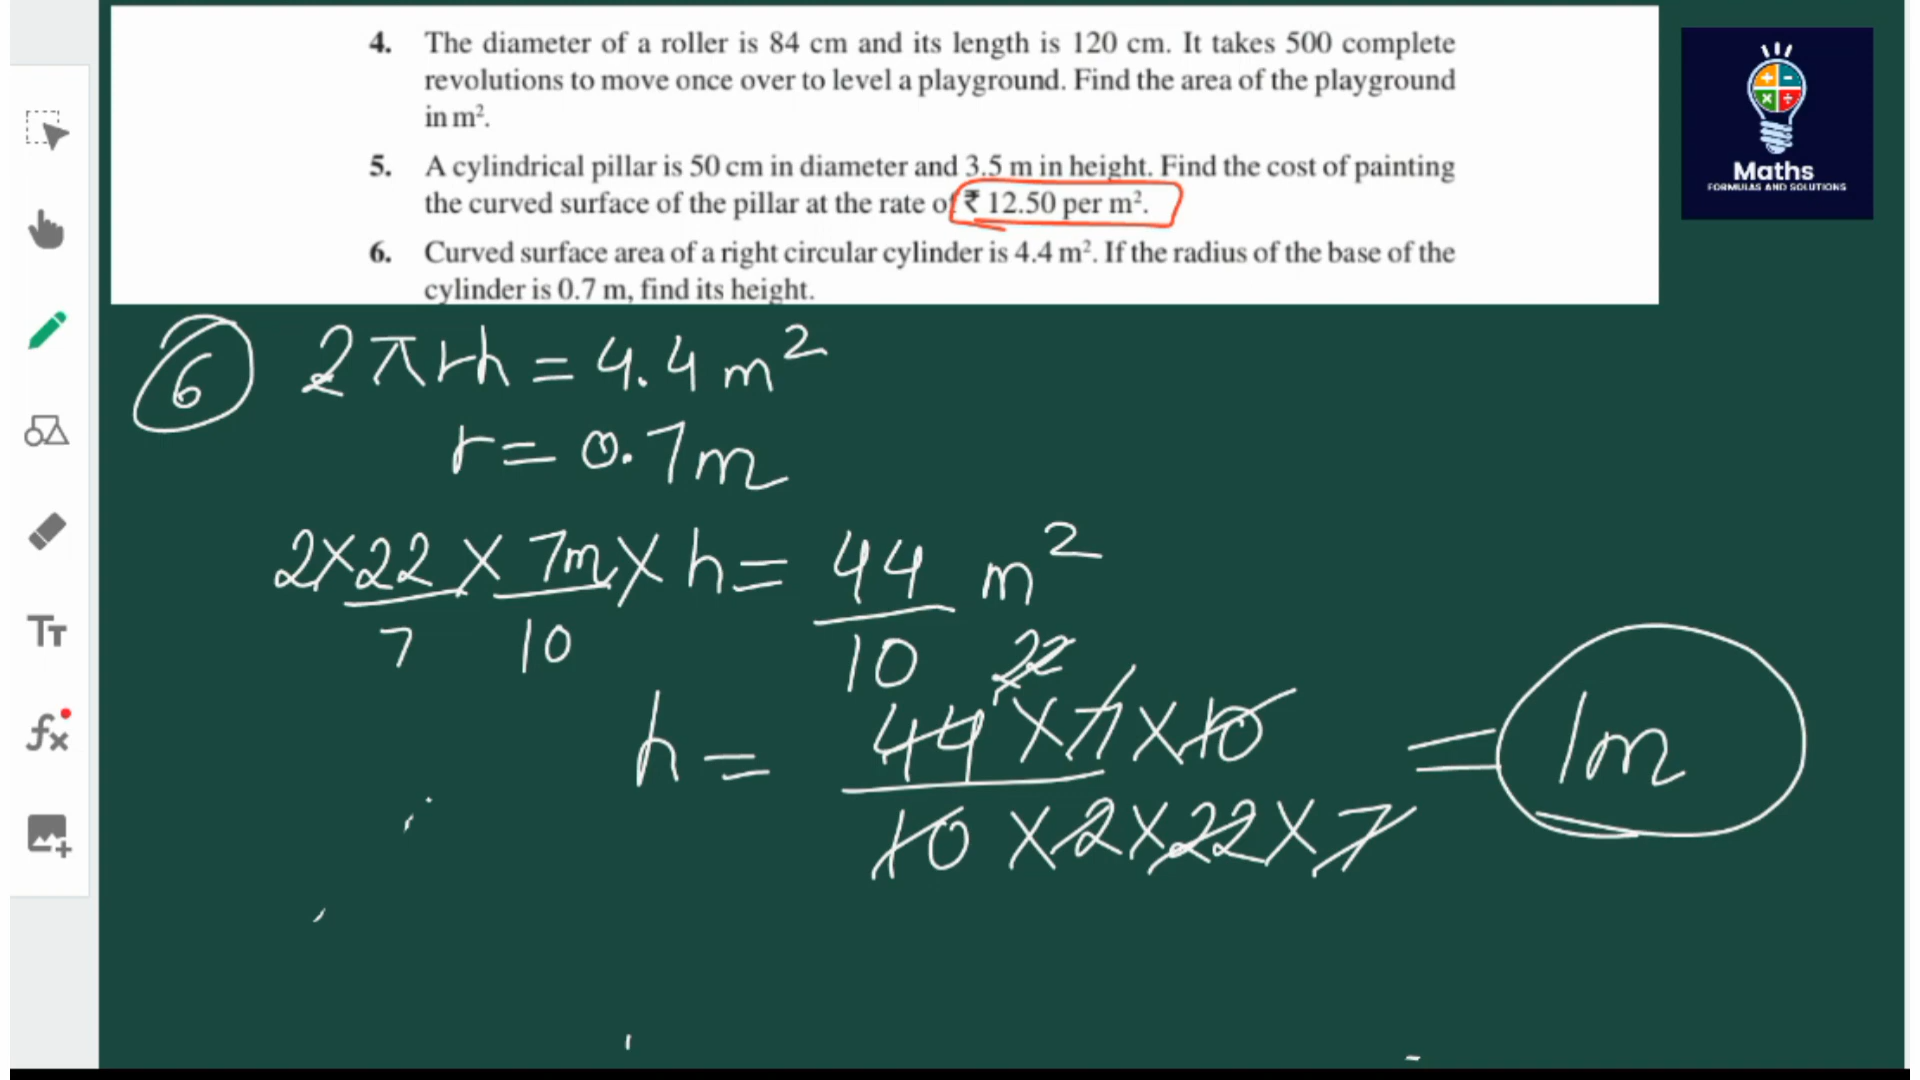 4. The diameter of a roller is 84 cm and its length is 120 cm. It takes 500 complete
revolutions to move once over to level a playground. Find the area of the playground
in m².
5. A cylindrical pillar is 50 cm in diameter and 3.5 m in height. Find the cost of painting
the curved surface of the pillar at the rate of ₹ 12.50 per m².
6. Curved surface area of a right circular cylinder is 4.4 m². If the radius of the base of the
cylinder is 0.7 m, find its height.
Maths
FORMULAS AND SOLUTIONS
6 2πrh = 4.4 m²
r = 0.7m
2×22 × 7m × h = 44 m²
7 10 10
22
h = 44 × 7 × 10 = 1m
10 × 2 × 22 × 7
TT
fx